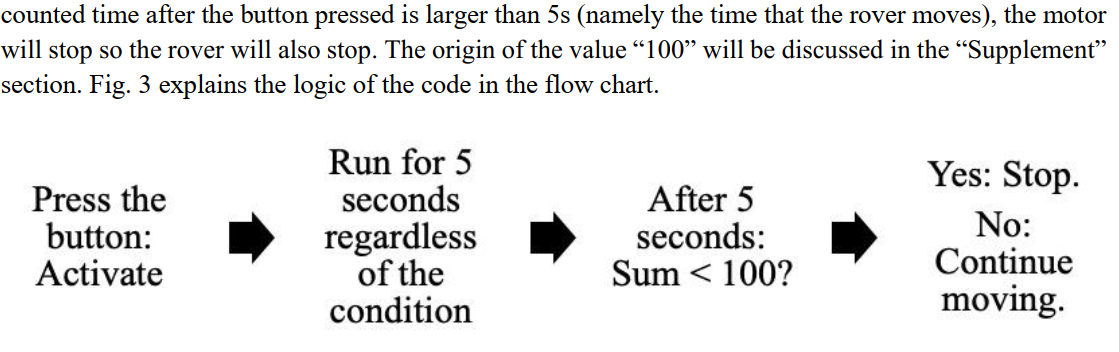 counted time after the button pressed is larger than 5s (namely the time that the rover moves), the motor
will stop so the rover will also stop. The origin of the value “100” will be discussed in the “Supplement”
section. Fig. 3 explains the logic of the code in the flow chart.
Press the
button:
Activate
Run for 5
seconds
regardless
of the
condition
After 5
seconds:
Sum < 100?
Yes: Stop.
No:
Continue
moving.